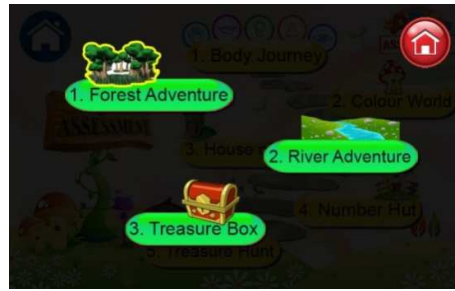 1. Body Journey
1. Forest Adventure
2. Colour World
ASSESSMENT
3. House
2. River Adventure
4. Number Hut
3. Treasure Box
5. Treasure Hunt